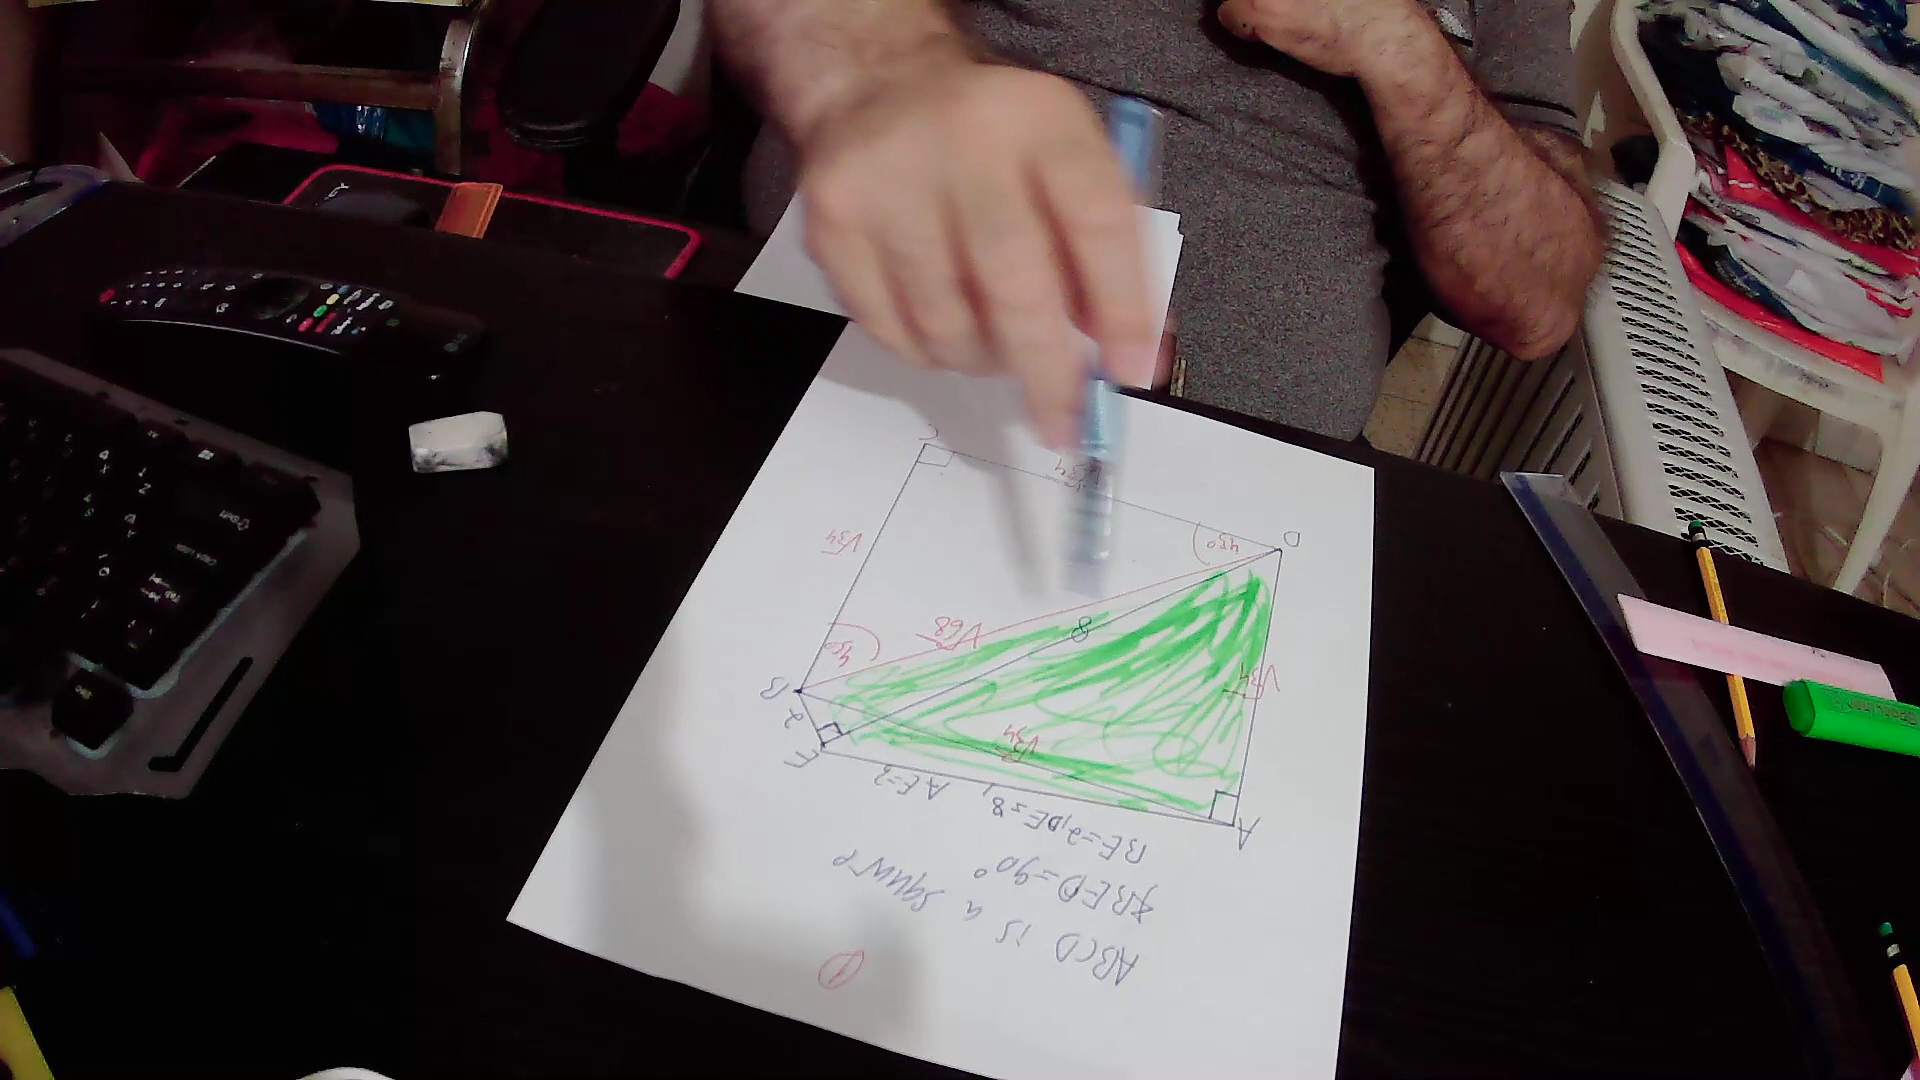 ①
ABCD is a square
∡BED=90°
BE=2, DE=8, AE=?
A
E
2
B
√34
√34
8
√68
45°
√34
45°
D
√34
C